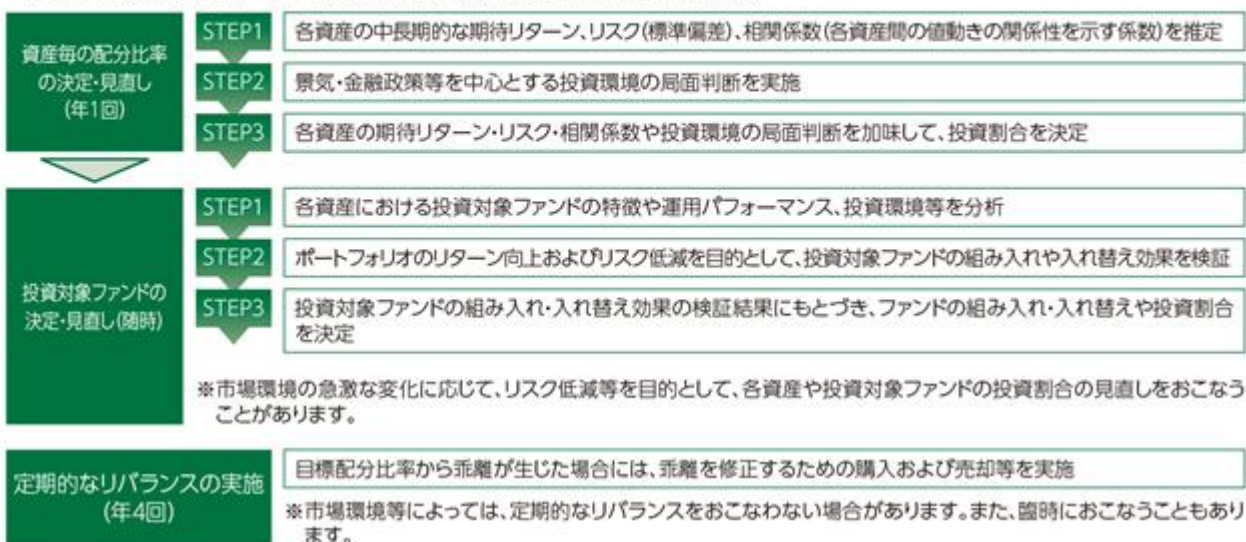 資産毎の配分比率
の決定・見直し
(年1回)
STEP1
各資産の中長期的な期待リターン、リスク(標準偏差)、相関係数(各資産間の値動きの関係性を示す係数)を推定
STEP2
景気・金融政策等を中心とする投資環境の局面判断を実施
STEP3
各資産の期待リターン・リスク・相関係数や投資環境の局面判断を加味して、投資割合を決定
投資対象ファンドの
決定・見直し(随時)
STEP1
各資産における投資対象ファンドの特徴や運用パフォーマンス、投資環境等を分析
STEP2
ポートフォリオのリターン向上およびリスク低減を目的として、投資対象ファンドの組み入れや入れ替え効果を検証
STEP3
投資対象ファンドの組み入れ・入れ替え効果の検証結果にもとづき、ファンドの組み入れ・入れ替えや投資割合
を決定
※市場環境の急激な変化に応じて、リスク低減等を目的として、各資産や投資対象ファンドの投資割合の見直しをおこなう
ことがあります。
定期的なリバランスの実施
(年4回)
目標配分比率から乖離が生じた場合には、乖離を修正するための購入および売却等を実施
※市場環境等によっては、定期的なリバランスをおこなわない場合があります。また、臨時におこなうこともあり
ます。